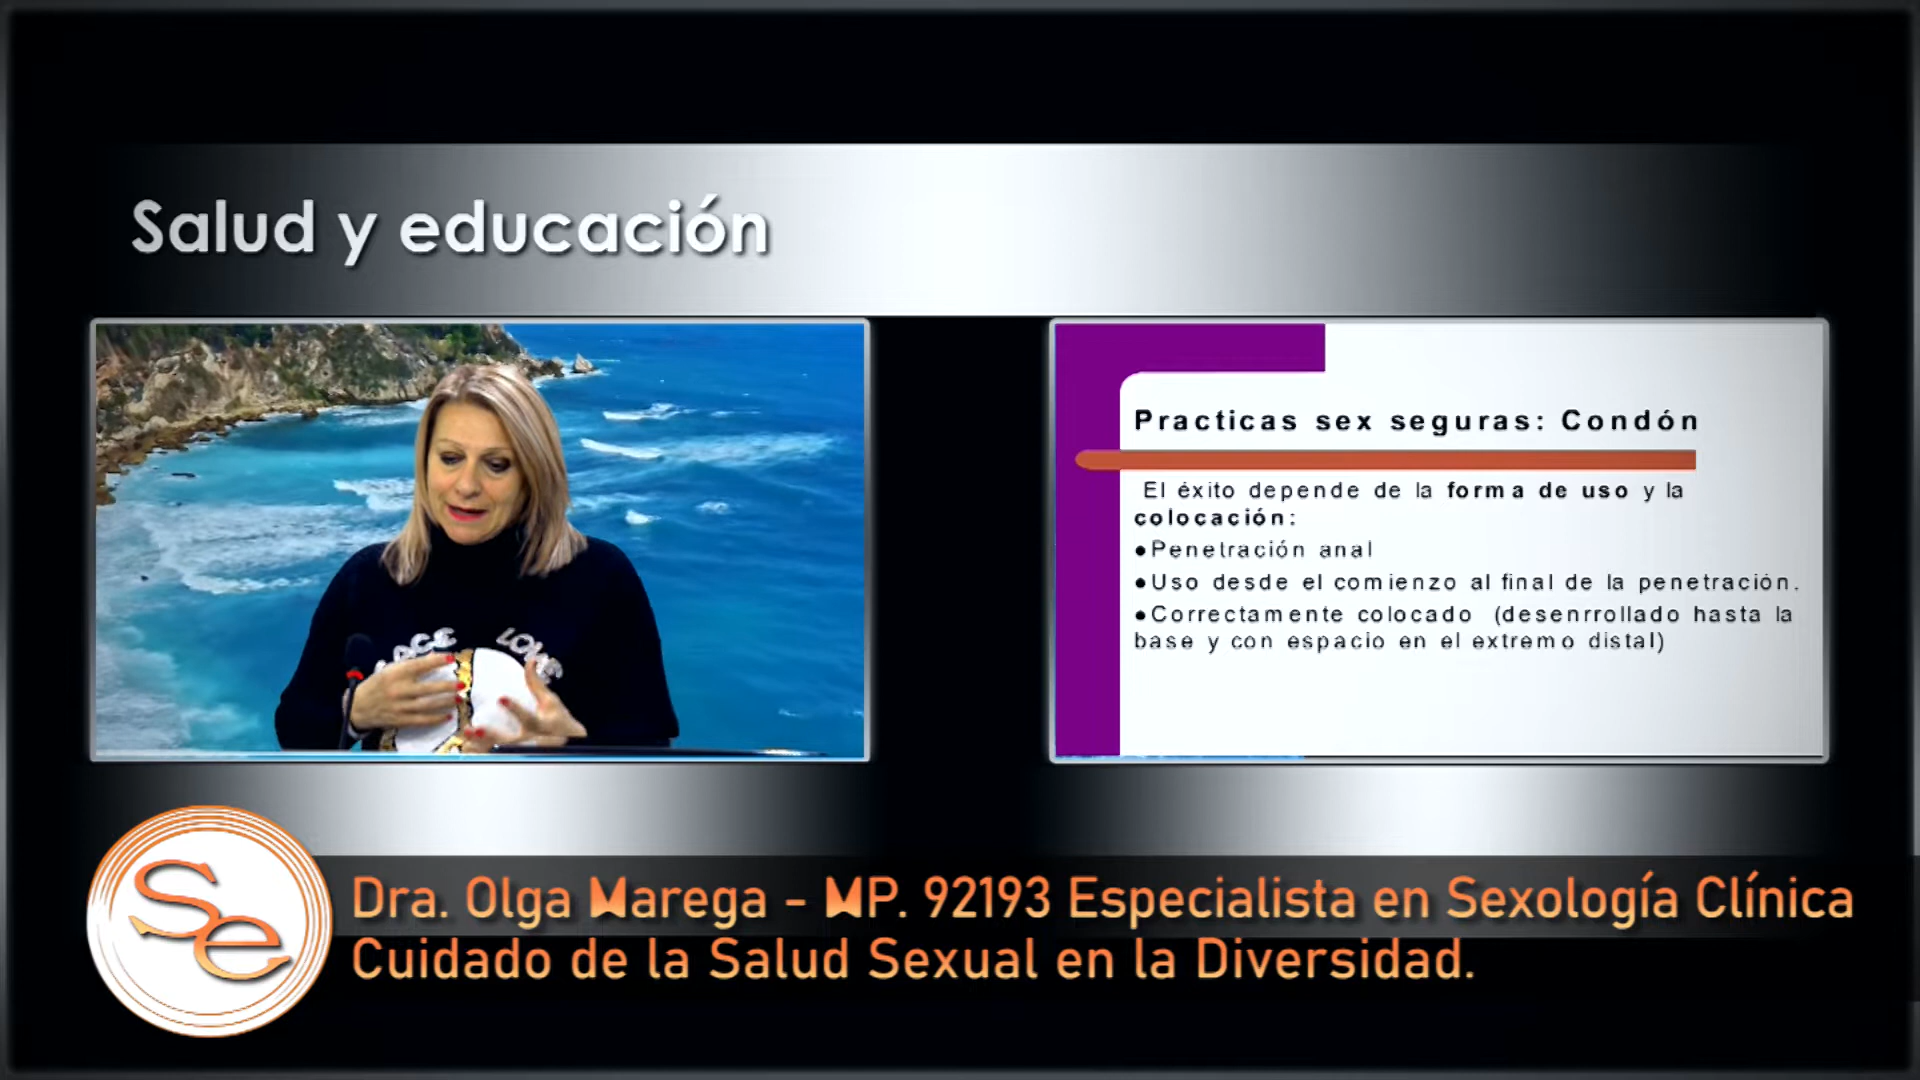 Salud y educación
LOVE
Practicas sex seguras: Condón
El éxito depende de la forma de uso y la
colocación:
•Penetración anal
•Uso desde el comienzo al final de la penetración.
•Correctamente colocado (desenrrollado hasta la
base y con espacio en el extremo distal)
Se
Dra. Olga Marega - MP. 92193 Especialista en Sexología Clínica
Cuidado de la Salud Sexual en la Diversidad.